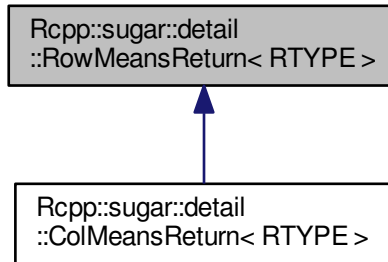 Rcpp::sugar::detail
::RowMeansReturn< RTYPE >
Rcpp::sugar::detail
::ColMeansReturn< RTYPE >